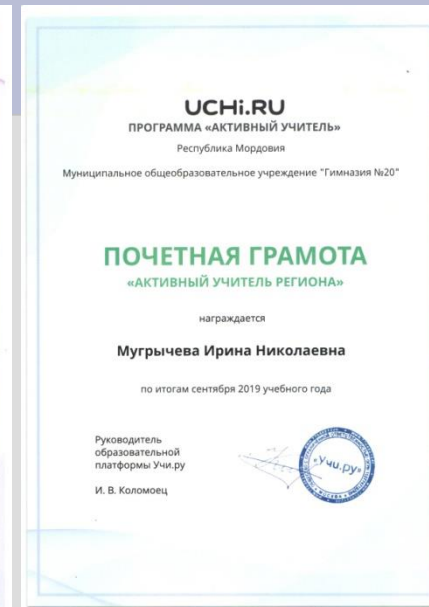 UCHi.RU
ПРОГРАММА «АКТИВНЫЙ УЧИТЕЛЬ»
Республика Мордовия
Муниципальное общеобразовательное учреждение "Гимназия №20"
ПОЧЕТНАЯ ГРАМОТА
«АКТИВНЫЙ УЧИТЕЛЬ РЕГИОНА»
награждается
Мугрычева Ирина Николаевна
по итогам сентября 2019 учебного года
Руководитель
образовательной
платформы Учи.ру
И. В. Коломоец
«Учи.ру»